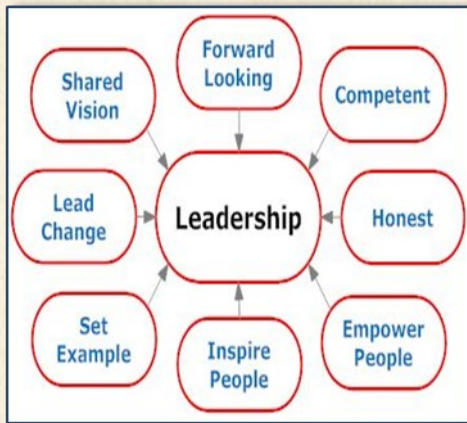 Forward
Looking
Shared
Vision
Competent
Lead
Change
Leadership
Honest
Set
Example
Inspire
People
Empower
People